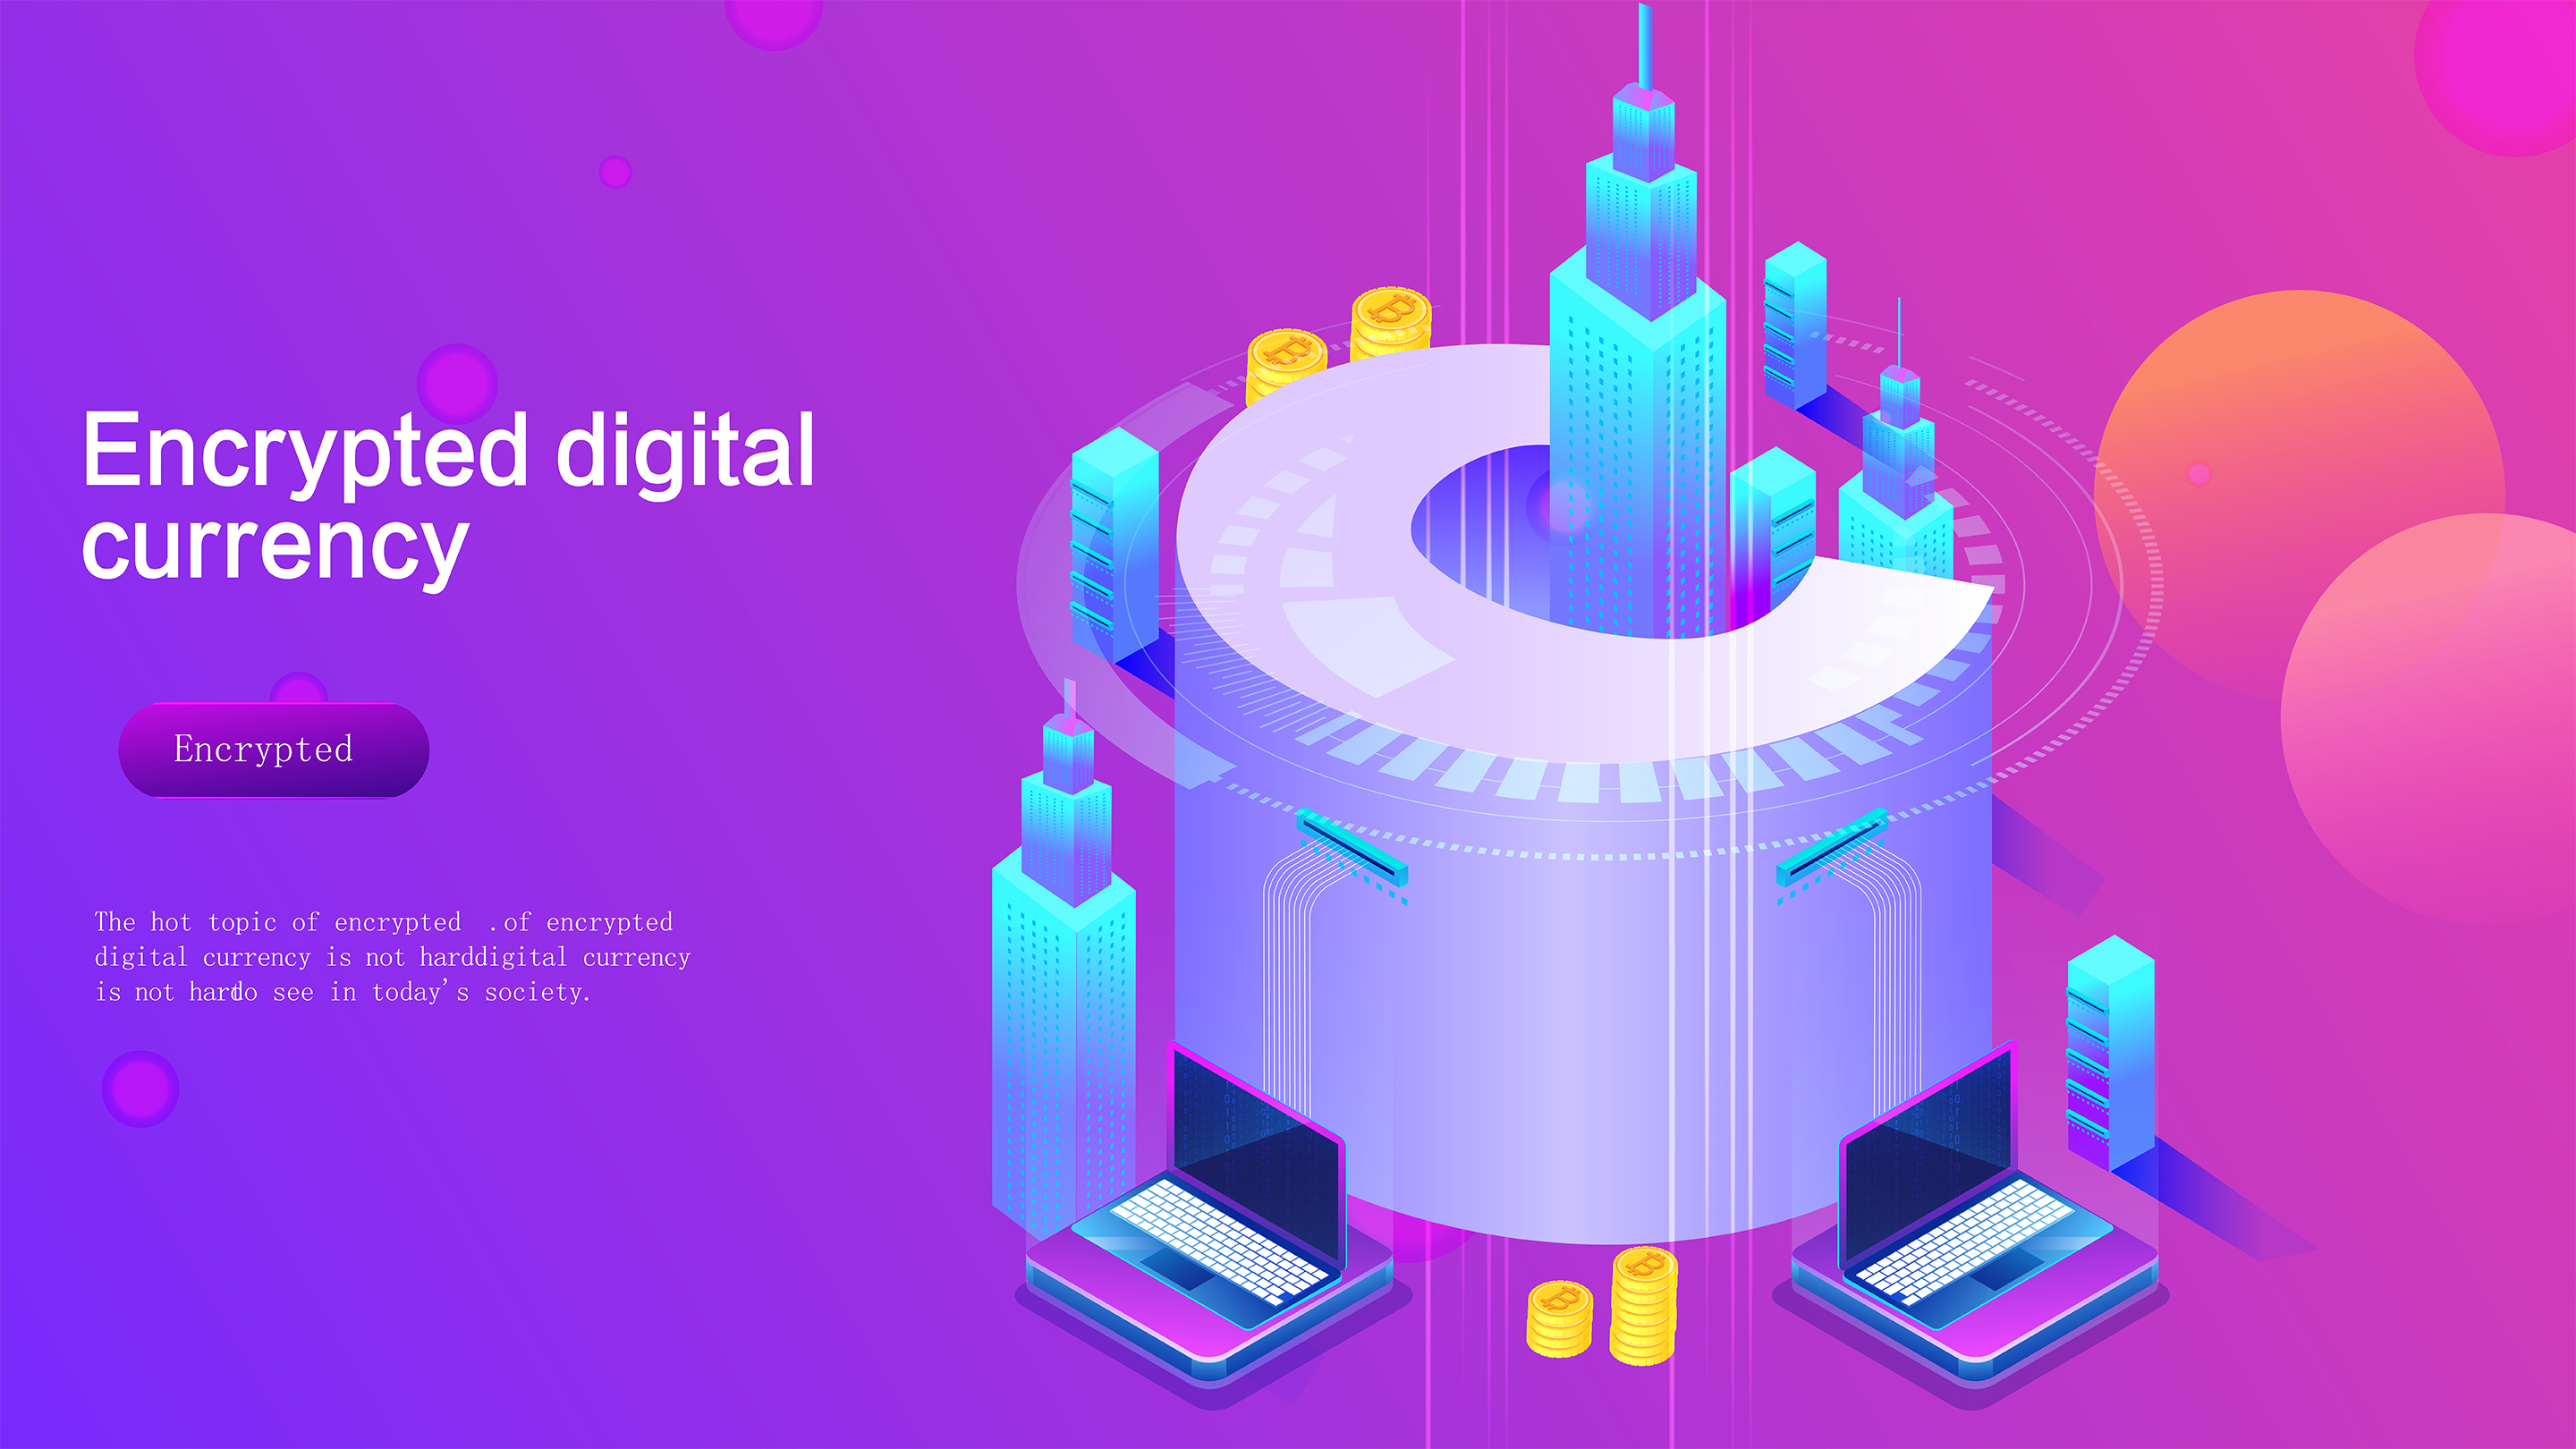 Encrypted digital
currency
Encrypted
The hot topic of encrypted .of encrypted
digital currency is not harddigital currency
is not hardto see in today's society.